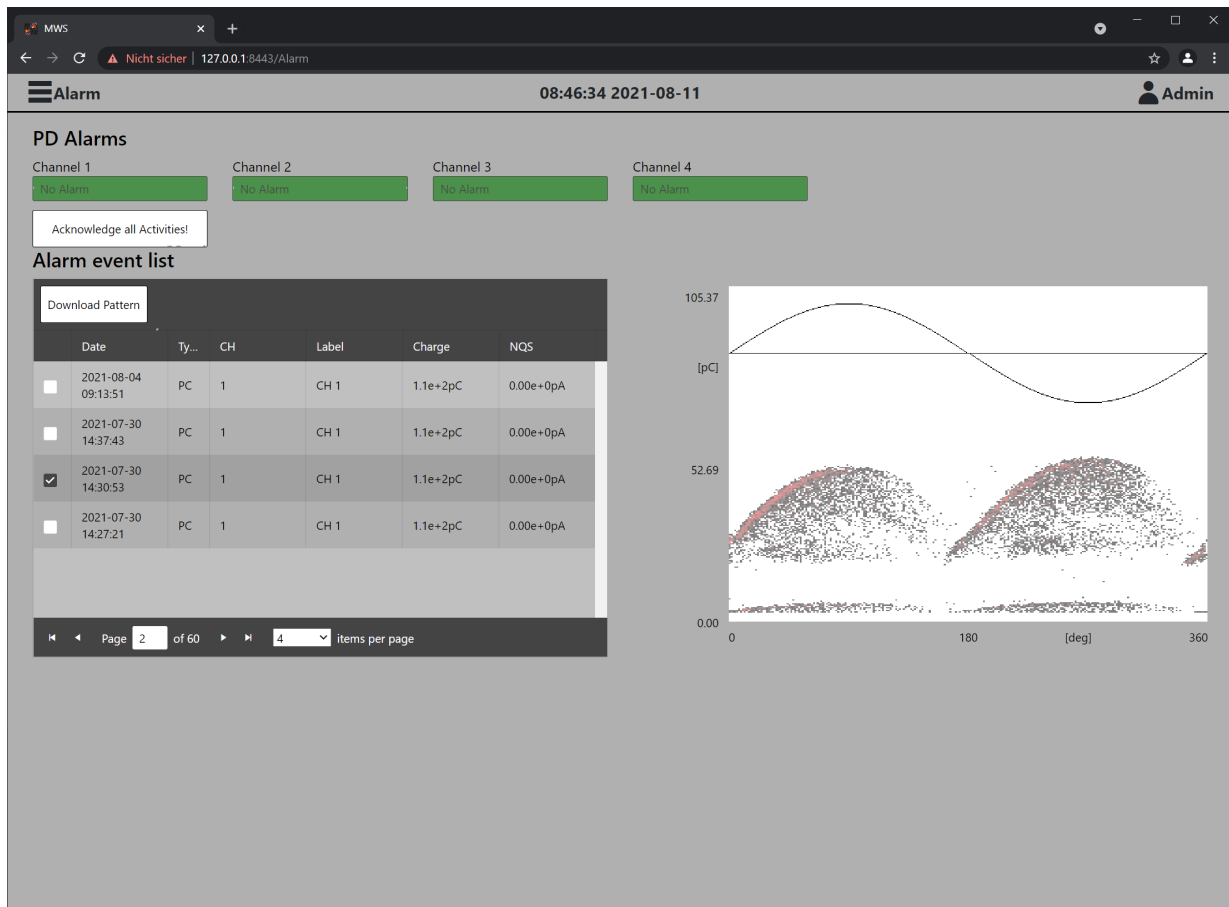 MWS
Nicht sicher | 127.0.0.1:8443/Alarm
Alarm 08:46:34 2021-08-11 Admin
PD Alarms
Channel 1 Channel 2 Channel 3 Channel 4
No Alarm No Alarm No Alarm No Alarm
Acknowledge all Activities!
Alarm event list
Download Pattern
Date Ty... CH Label Charge NQS
2021-08-04 09:13:51 PC 1 CH 1 1.1e+2pC 0.00e+0pA
2021-07-30 14:37:43 PC 1 CH 1 1.1e+2pC 0.00e+0pA
2021-07-30 14:30:53 PC 1 CH 1 1.1e+2pC 0.00e+0pA
2021-07-30 14:27:21 PC 1 CH 1 1.1e+2pC 0.00e+0pA
Page 2 of 60 4 items per page
105.37
[pC]
52.69
0.00
0 180 [deg] 360